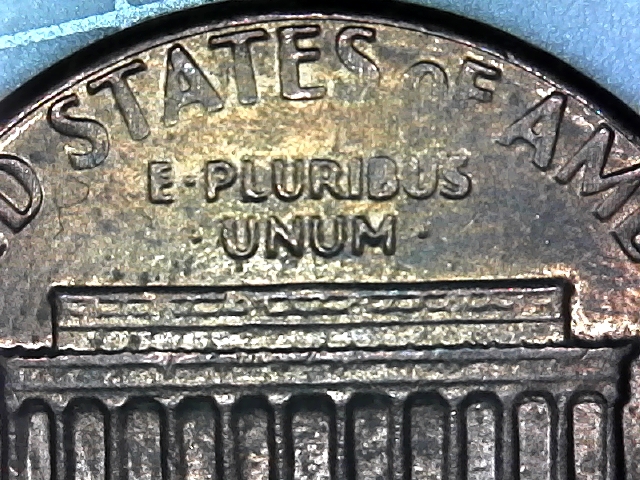 D STATES OF AM
E·PLURIBUS
·UNUM·